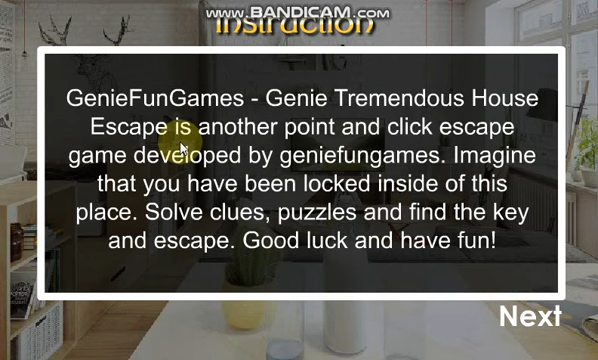 www.BANDICAM.com
Instruction
GenieFunGames - Genie Tremendous House
Escape is another point and click escape
game developed by geniefungames. Imagine
that you have been locked inside of this
place. Solve clues, puzzles and find the key
and escape. Good luck and have fun!
Next